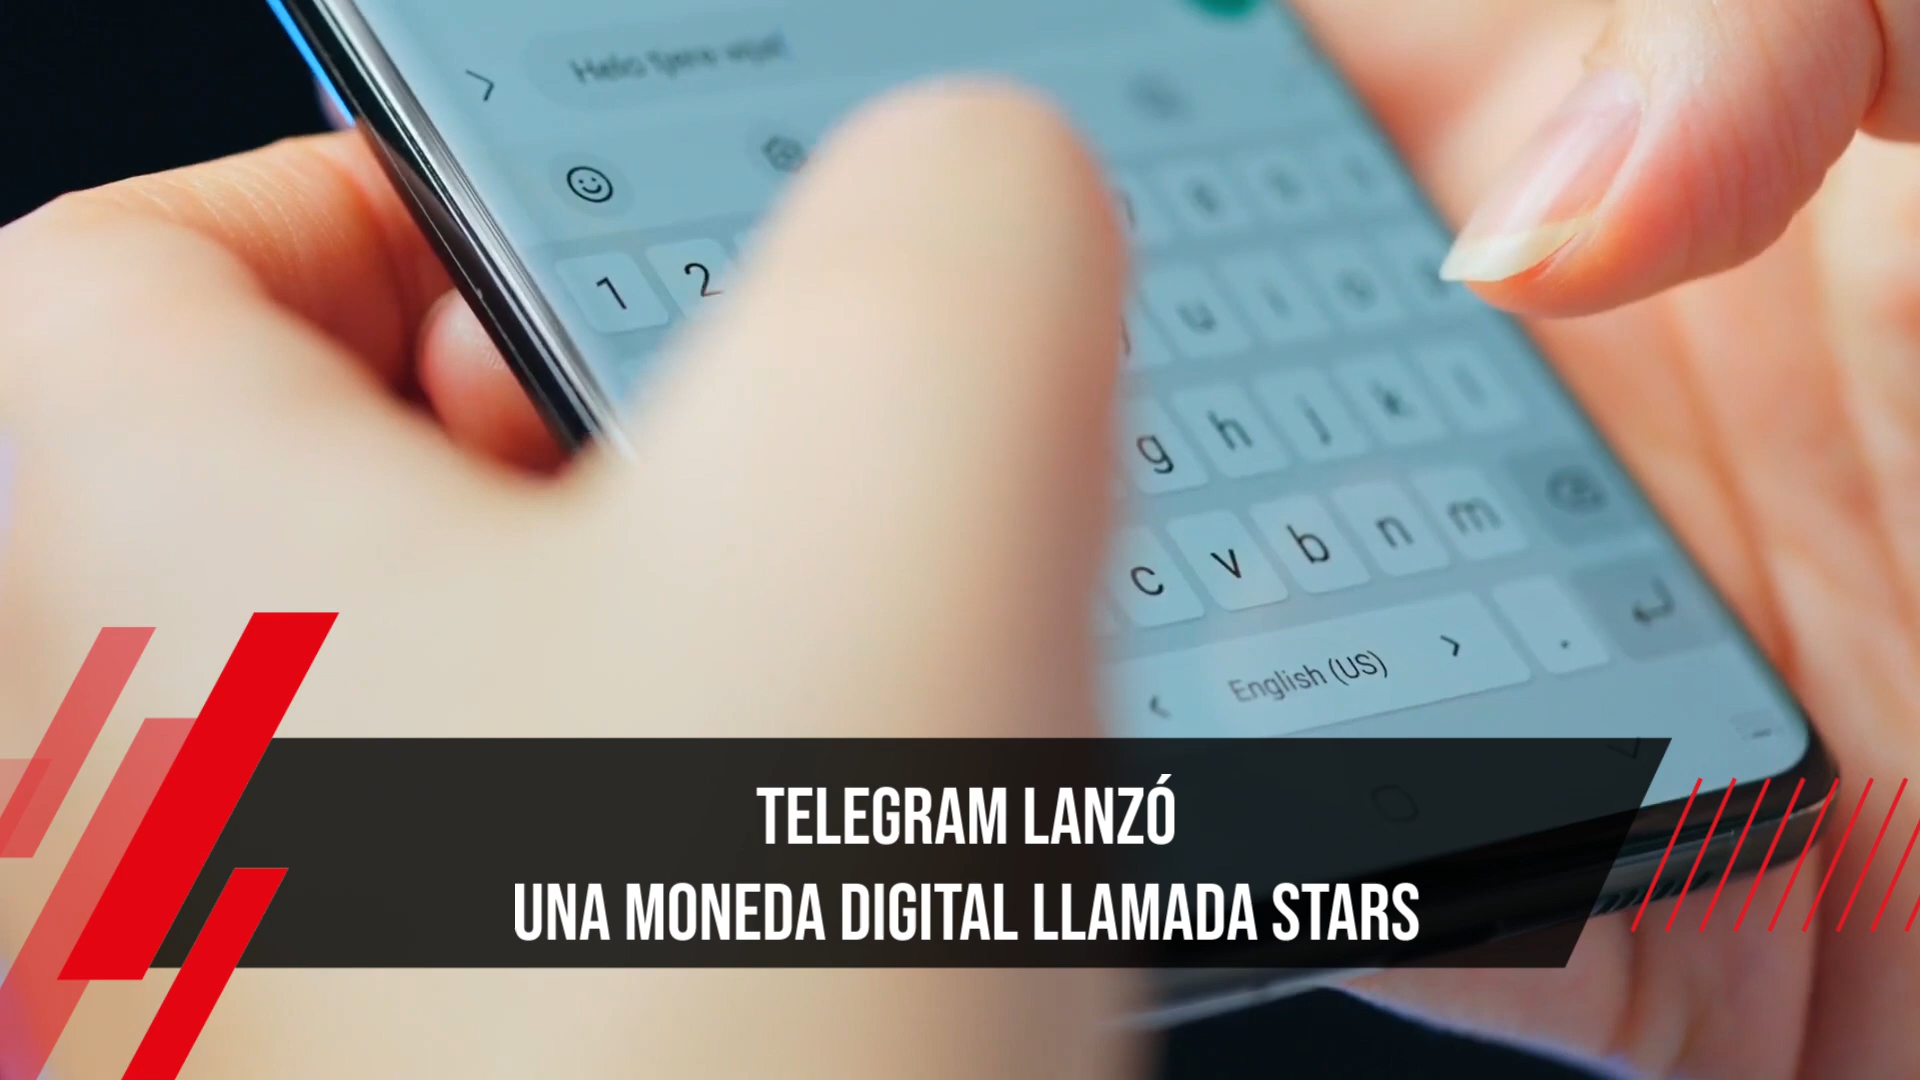 1 2
u i
g h j k l
c v b n m
English (US) .
TELEGRAM LANZÓ
UNA MONEDA DIGITAL LLAMADA STARS